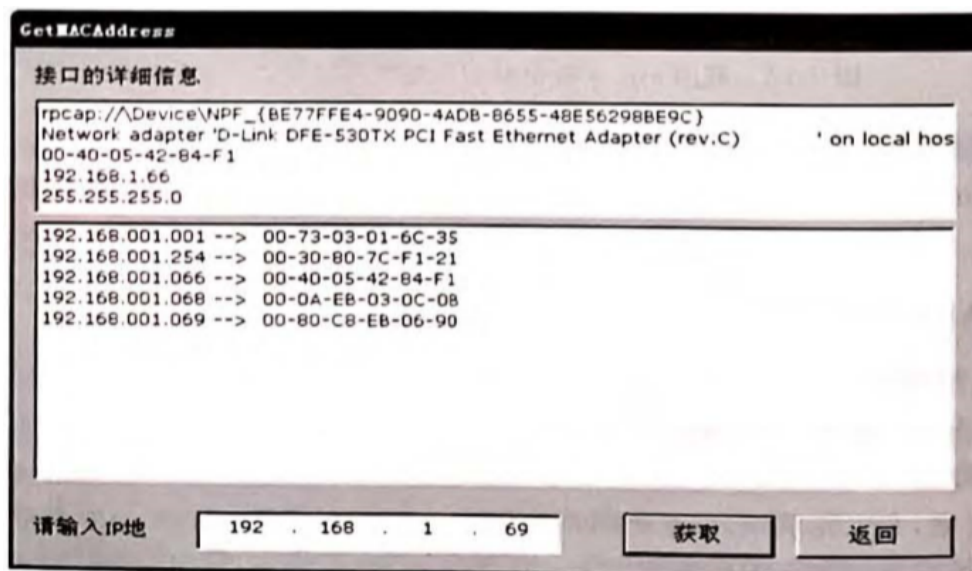 GetMACAddress
接口的详细信息
rpcap://\Device\NPF_{BE77FFE4-9090-4ADB-8655-48E56298BE9C}
Network adapter 'D-Link DFE-530TX PCI Fast Ethernet Adapter (rev.C) ' on local hos
00-40-05-42-84-F1
192.168.1.66
255.255.255.0
192.168.001.001 --> 00-73-03-01-6C-35
192.168.001.254 --> 00-30-80-7C-F1-21
192.168.001.066 --> 00-40-05-42-84-F1
192.168.001.068 --> 00-0A-EB-03-0C-0B
192.168.001.069 --> 00-80-C8-EB-06-90
请输入IP地 192 . 168 . 1 . 69 获取 返回